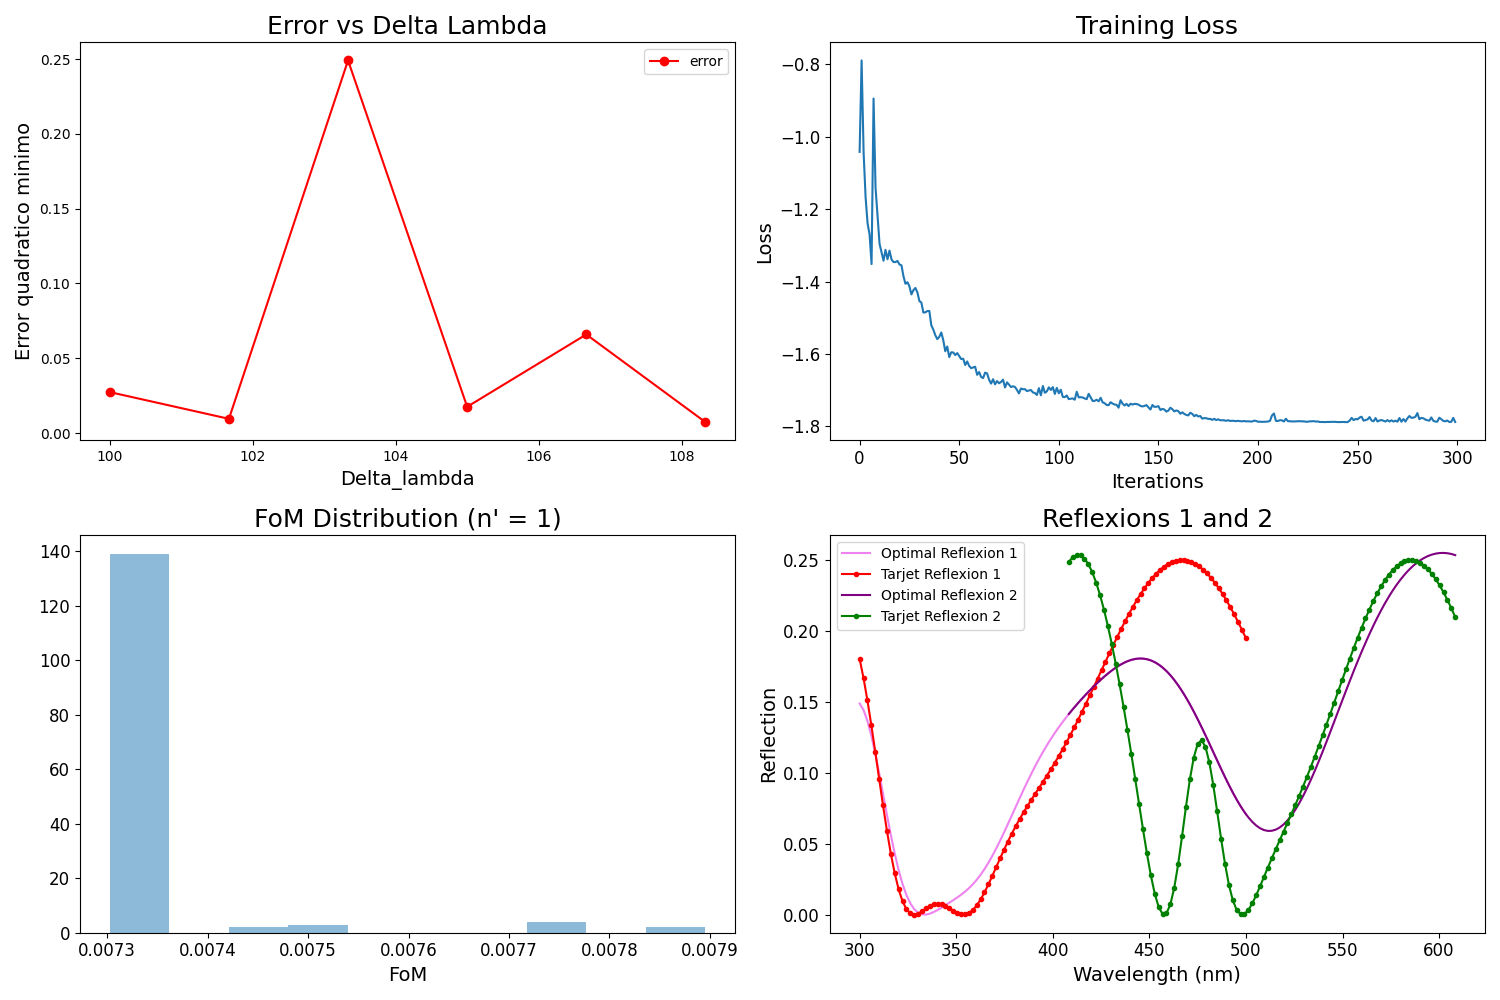 Error vs Delta Lambda
error
Error quadratico minimo
0.25
0.20
0.15
0.10
0.05
0.00
100 102 104 106 108
Delta_lambda
Training Loss
Loss
−0.8
−1.0
−1.2
−1.4
−1.6
−1.8
0 50 100 150 200 250 300
Iterations
FoM Distribution (n' = 1)
140
120
100
80
60
40
20
0
0.0073 0.0074 0.0075 0.0076 0.0077 0.0078 0.0079
FoM
Reflexions 1 and 2
Optimal Reflexion 1
Tarjet Reflexion 1
Optimal Reflexion 2
Tarjet Reflexion 2
Reflection
0.25
0.20
0.15
0.10
0.05
0.00
300 350 400 450 500 550 600
Wavelength (nm)